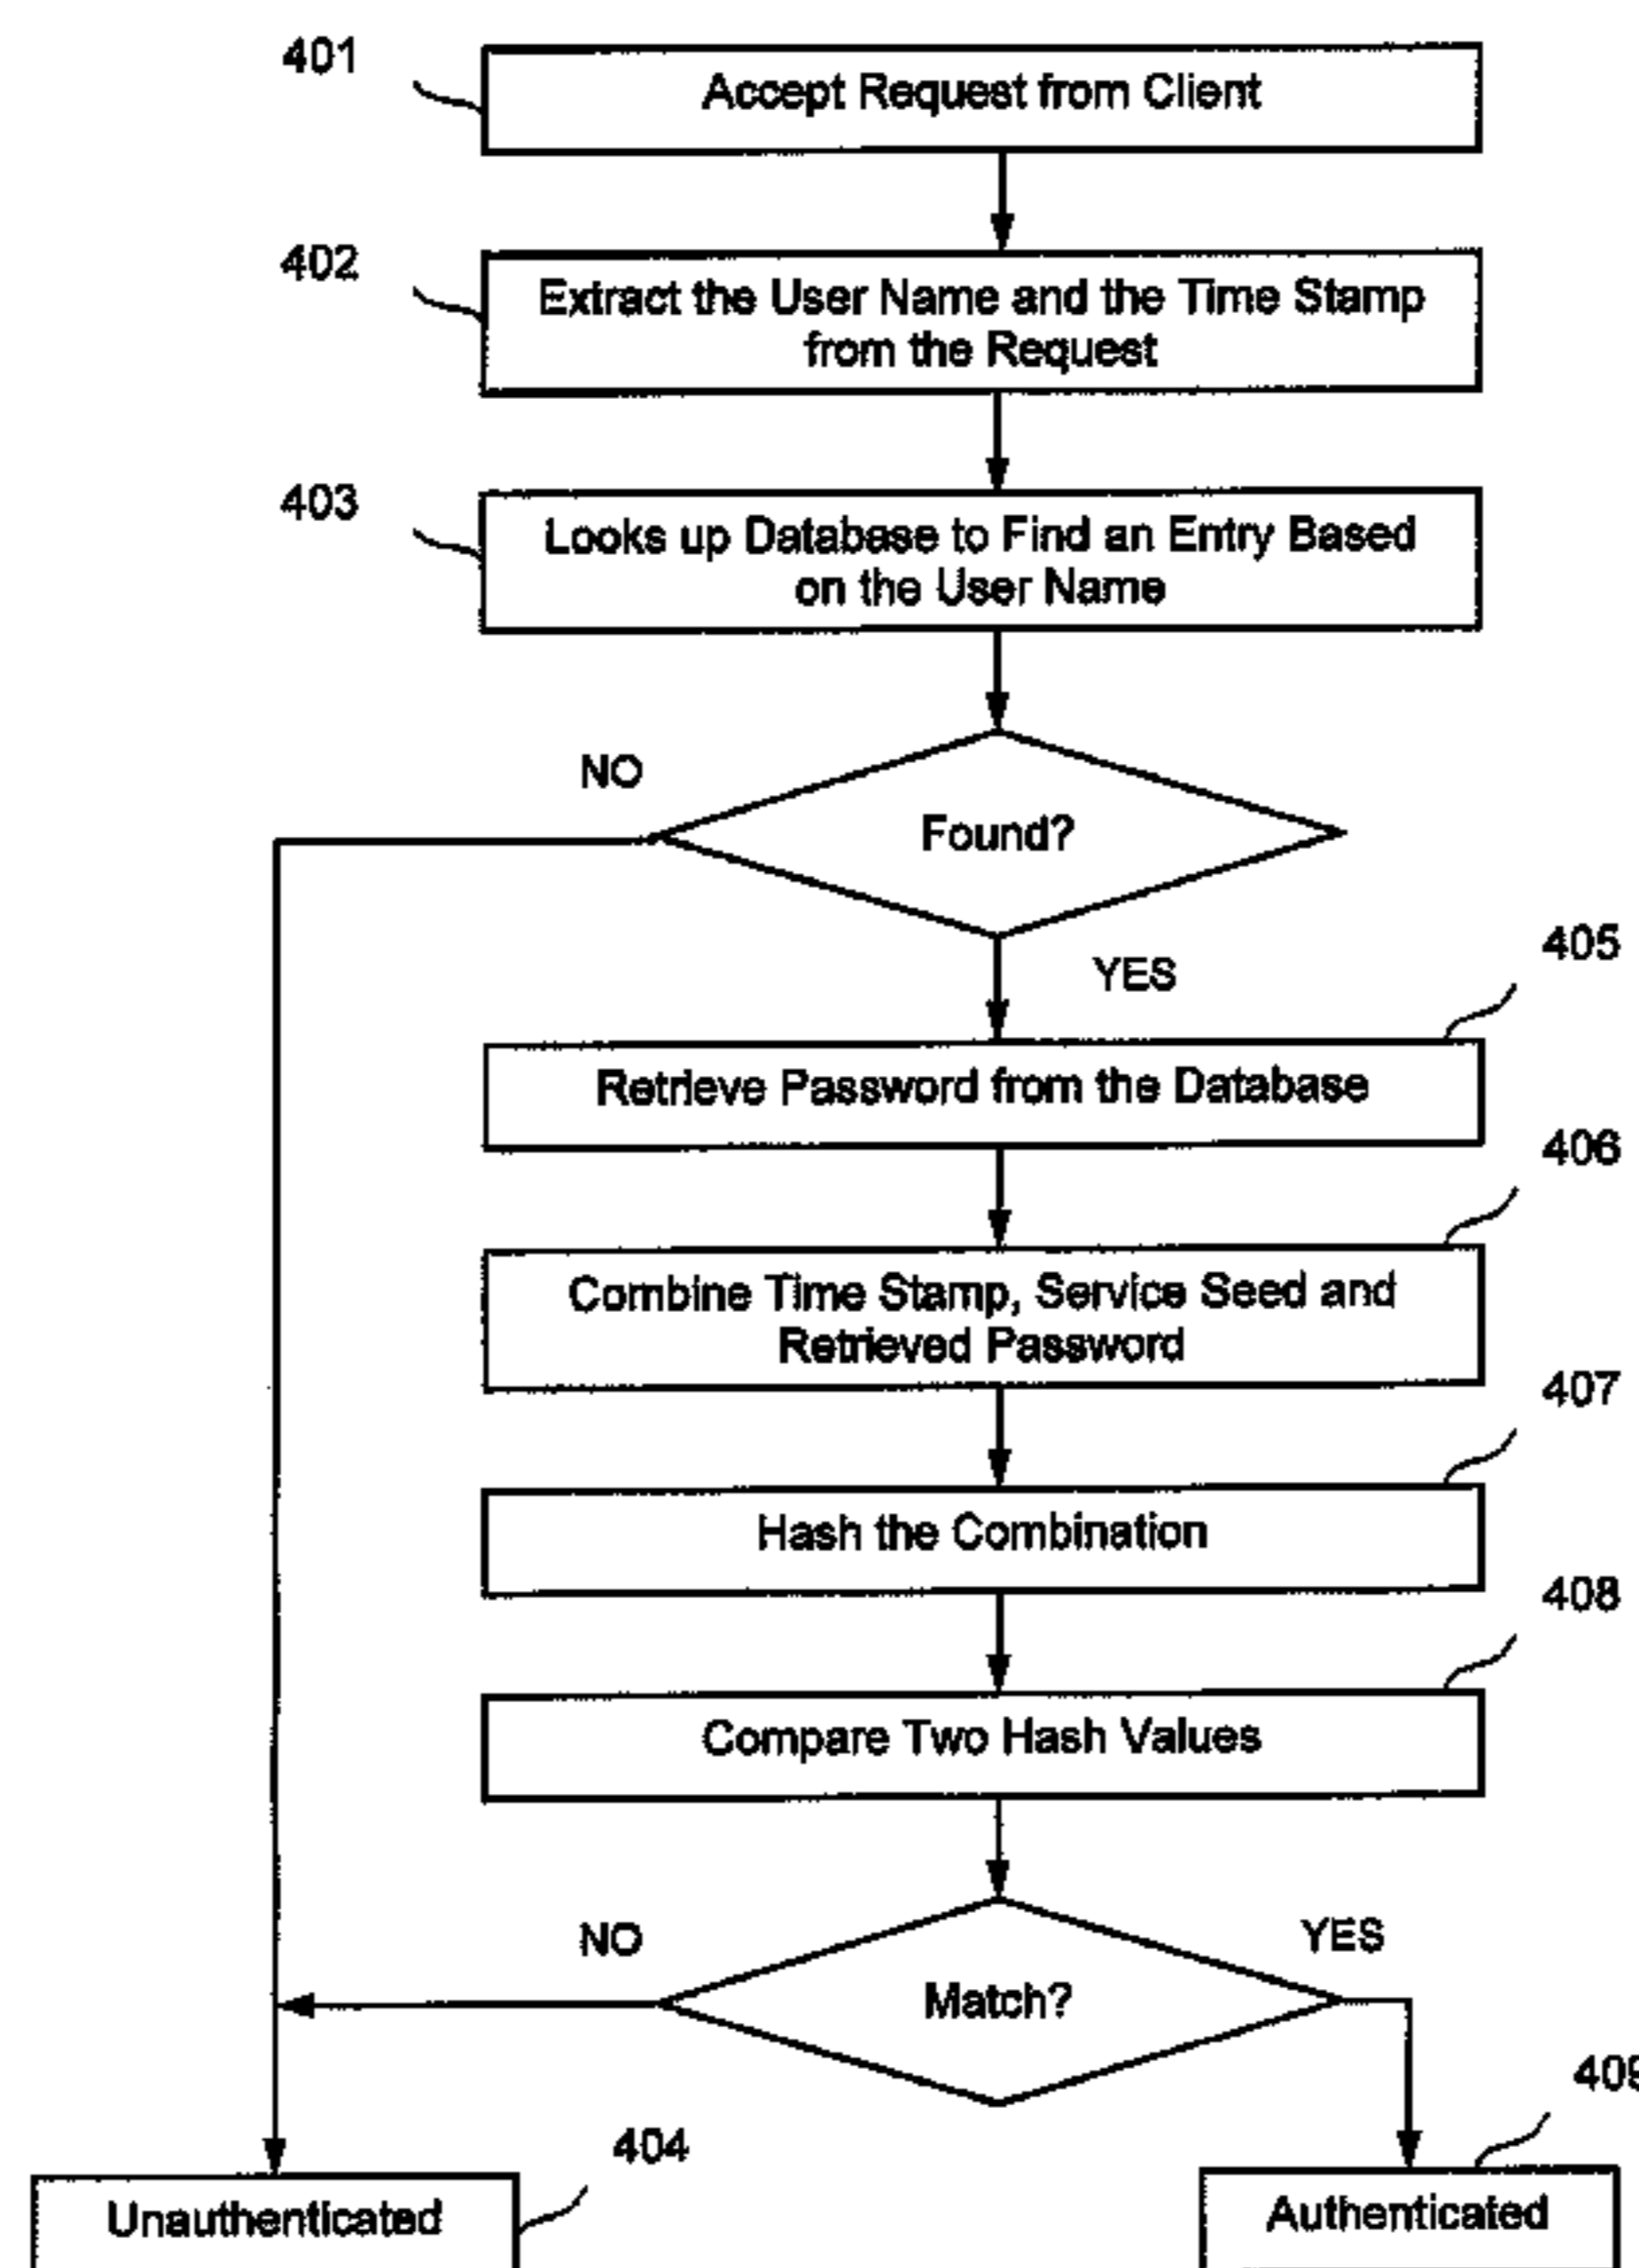 401
Accept Request from Client
402
Extract the User Name and the Time Stamp
from the Request
403
Looks up Database to Find an Entry Based
on the User Name
NO
Found?
YES
405
Retrieve Password from the Database
406
Combine Time Stamp, Service Seed and
Retrieved Password
407
Hash the Combination
408
Compare Two Hash Values
NO
YES
Match?
409
404
Unauthenticated
Authenticated